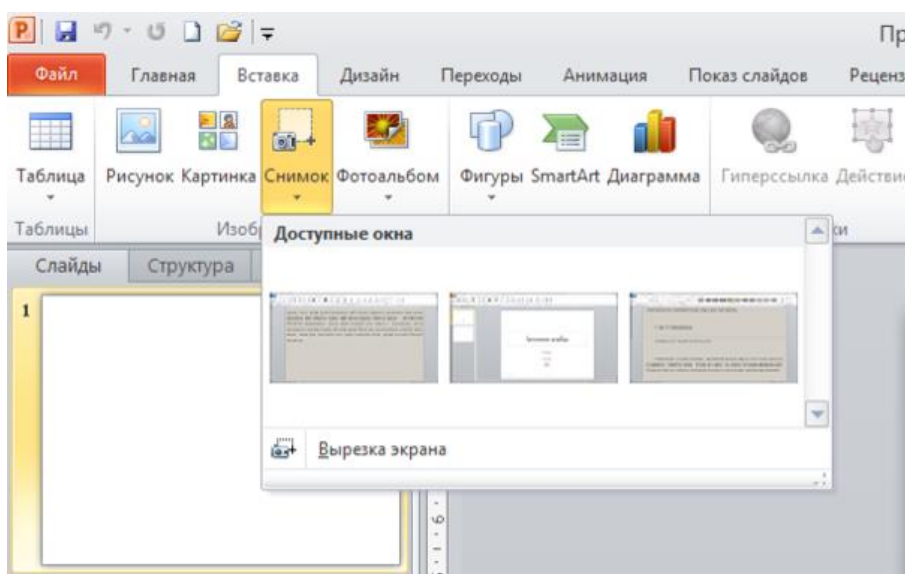 Пр
Файл Главная Вставка Дизайн Переходы Анимация Показ слайдов Реценз
Таблица Рисунок Картинка Снимок Фотоальбом Фигуры SmartArt Диаграмма Гиперссылка Действи
Таблицы Изоб ки
Доступные окна
Слайды Структура
1
Вырезка экрана